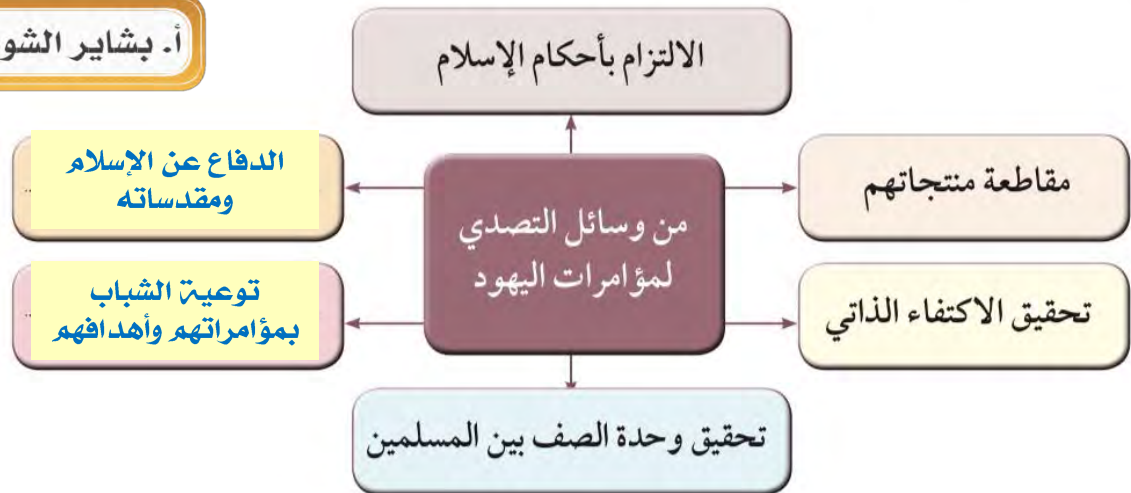 أ. بشاير الشو
الالتزام بأحكام الإسلام
الدفاع عن الإسلام
ومقدساته
مقاطعة منتجاتهم
من وسائل التصدي
لمؤامرات اليهود
توعية الشباب
بمؤامراتهم وأهدافهم
تحقيق الاكتفاء الذاتي
تحقيق وحدة الصف بين المسلمين